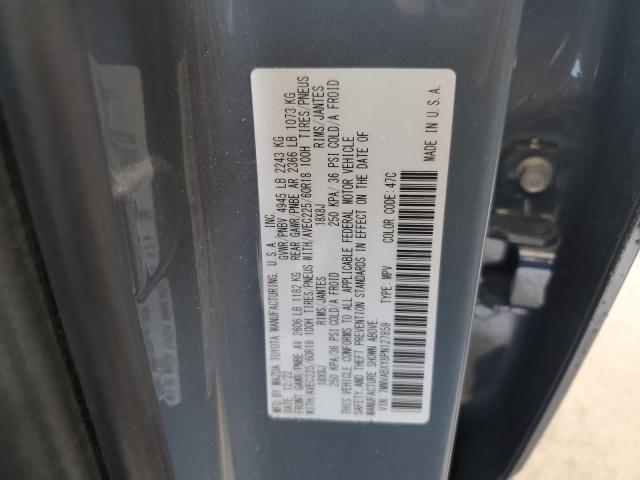 MFD. BY MAZDA TOYOTA MANUFACTURING, U.S.A., INC.
DATE: 12/22 GVWR/PNBV 4945 LB 2243 KG
FRONT GAWR/PNBE AV 2606 LB 1182 KG REAR GAWR/PNBE AR 2366 LB 1073 KG
WITH/AVEC225/60R18 100H TIRES/PNEUS WITH/AVEC225/60R18 100H TIRES/PNEUS
18X8J RIMS/JANTES 18X8J RIMS/JANTES
250 KPA/36 PSI COLD/A FROID 250 KPA/ 36 PSI COLD/A FROID
THIS VEHICLE CONFORMS TO ALL APPLICABLE FEDERAL MOTOR VEHICLE
SAFETY AND THEFT PREVENTION STANDARDS IN EFFECT ON THE DATE OF
MANUFACTURE SHOWN ABOVE.
VIN: 7MMVABXY8PN127859 TYPE: MPV COLOR CODE: 47C
MADE IN U.S.A.